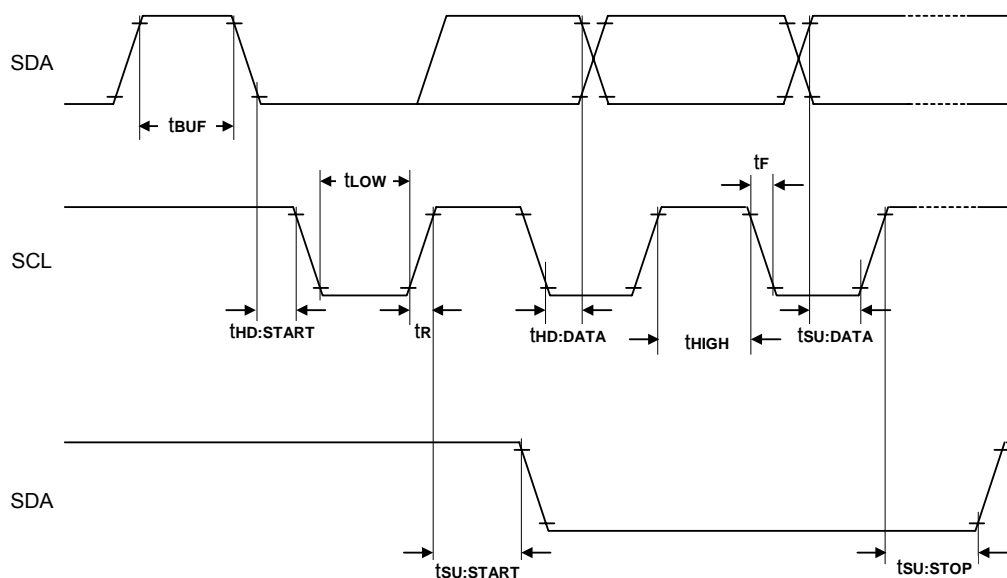 SDA
tBUF
tLOW
tF
SCL
tHD:START
tR
tHD:DATA
tHIGH
tSU:DATA
SDA
tSU:START
tSU:STOP